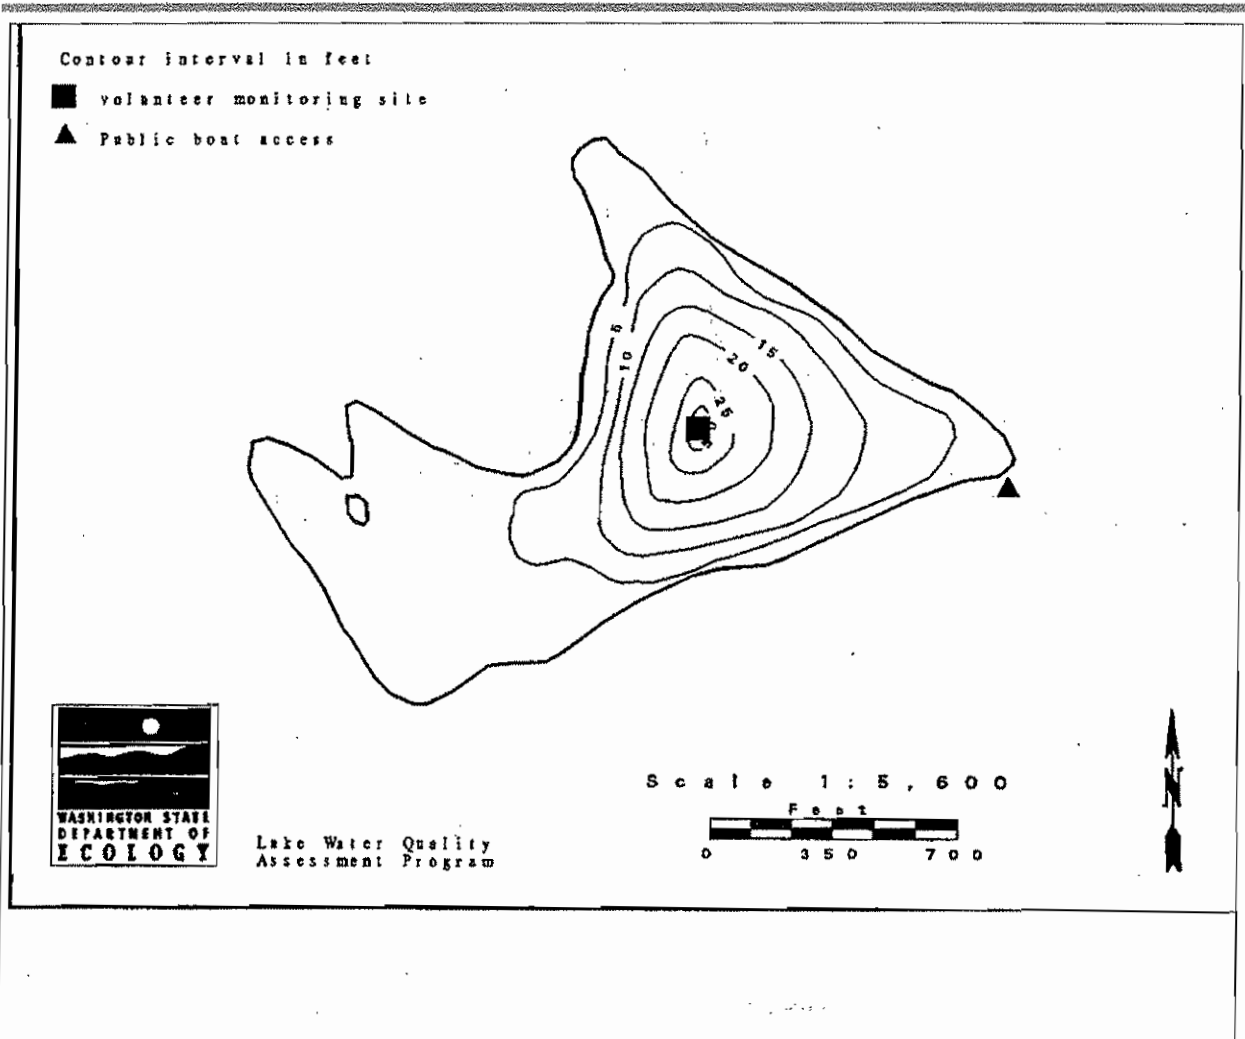 Contour interval in feet
volunteer monitoring site
Public boat access
5
10
15
20
25
Scale 1:5,600
Feet
0 350 700
N
WASHINGTON STATE
DEPARTMENT OF
ECOLOGY
Lake Water Quality
Assessment Program